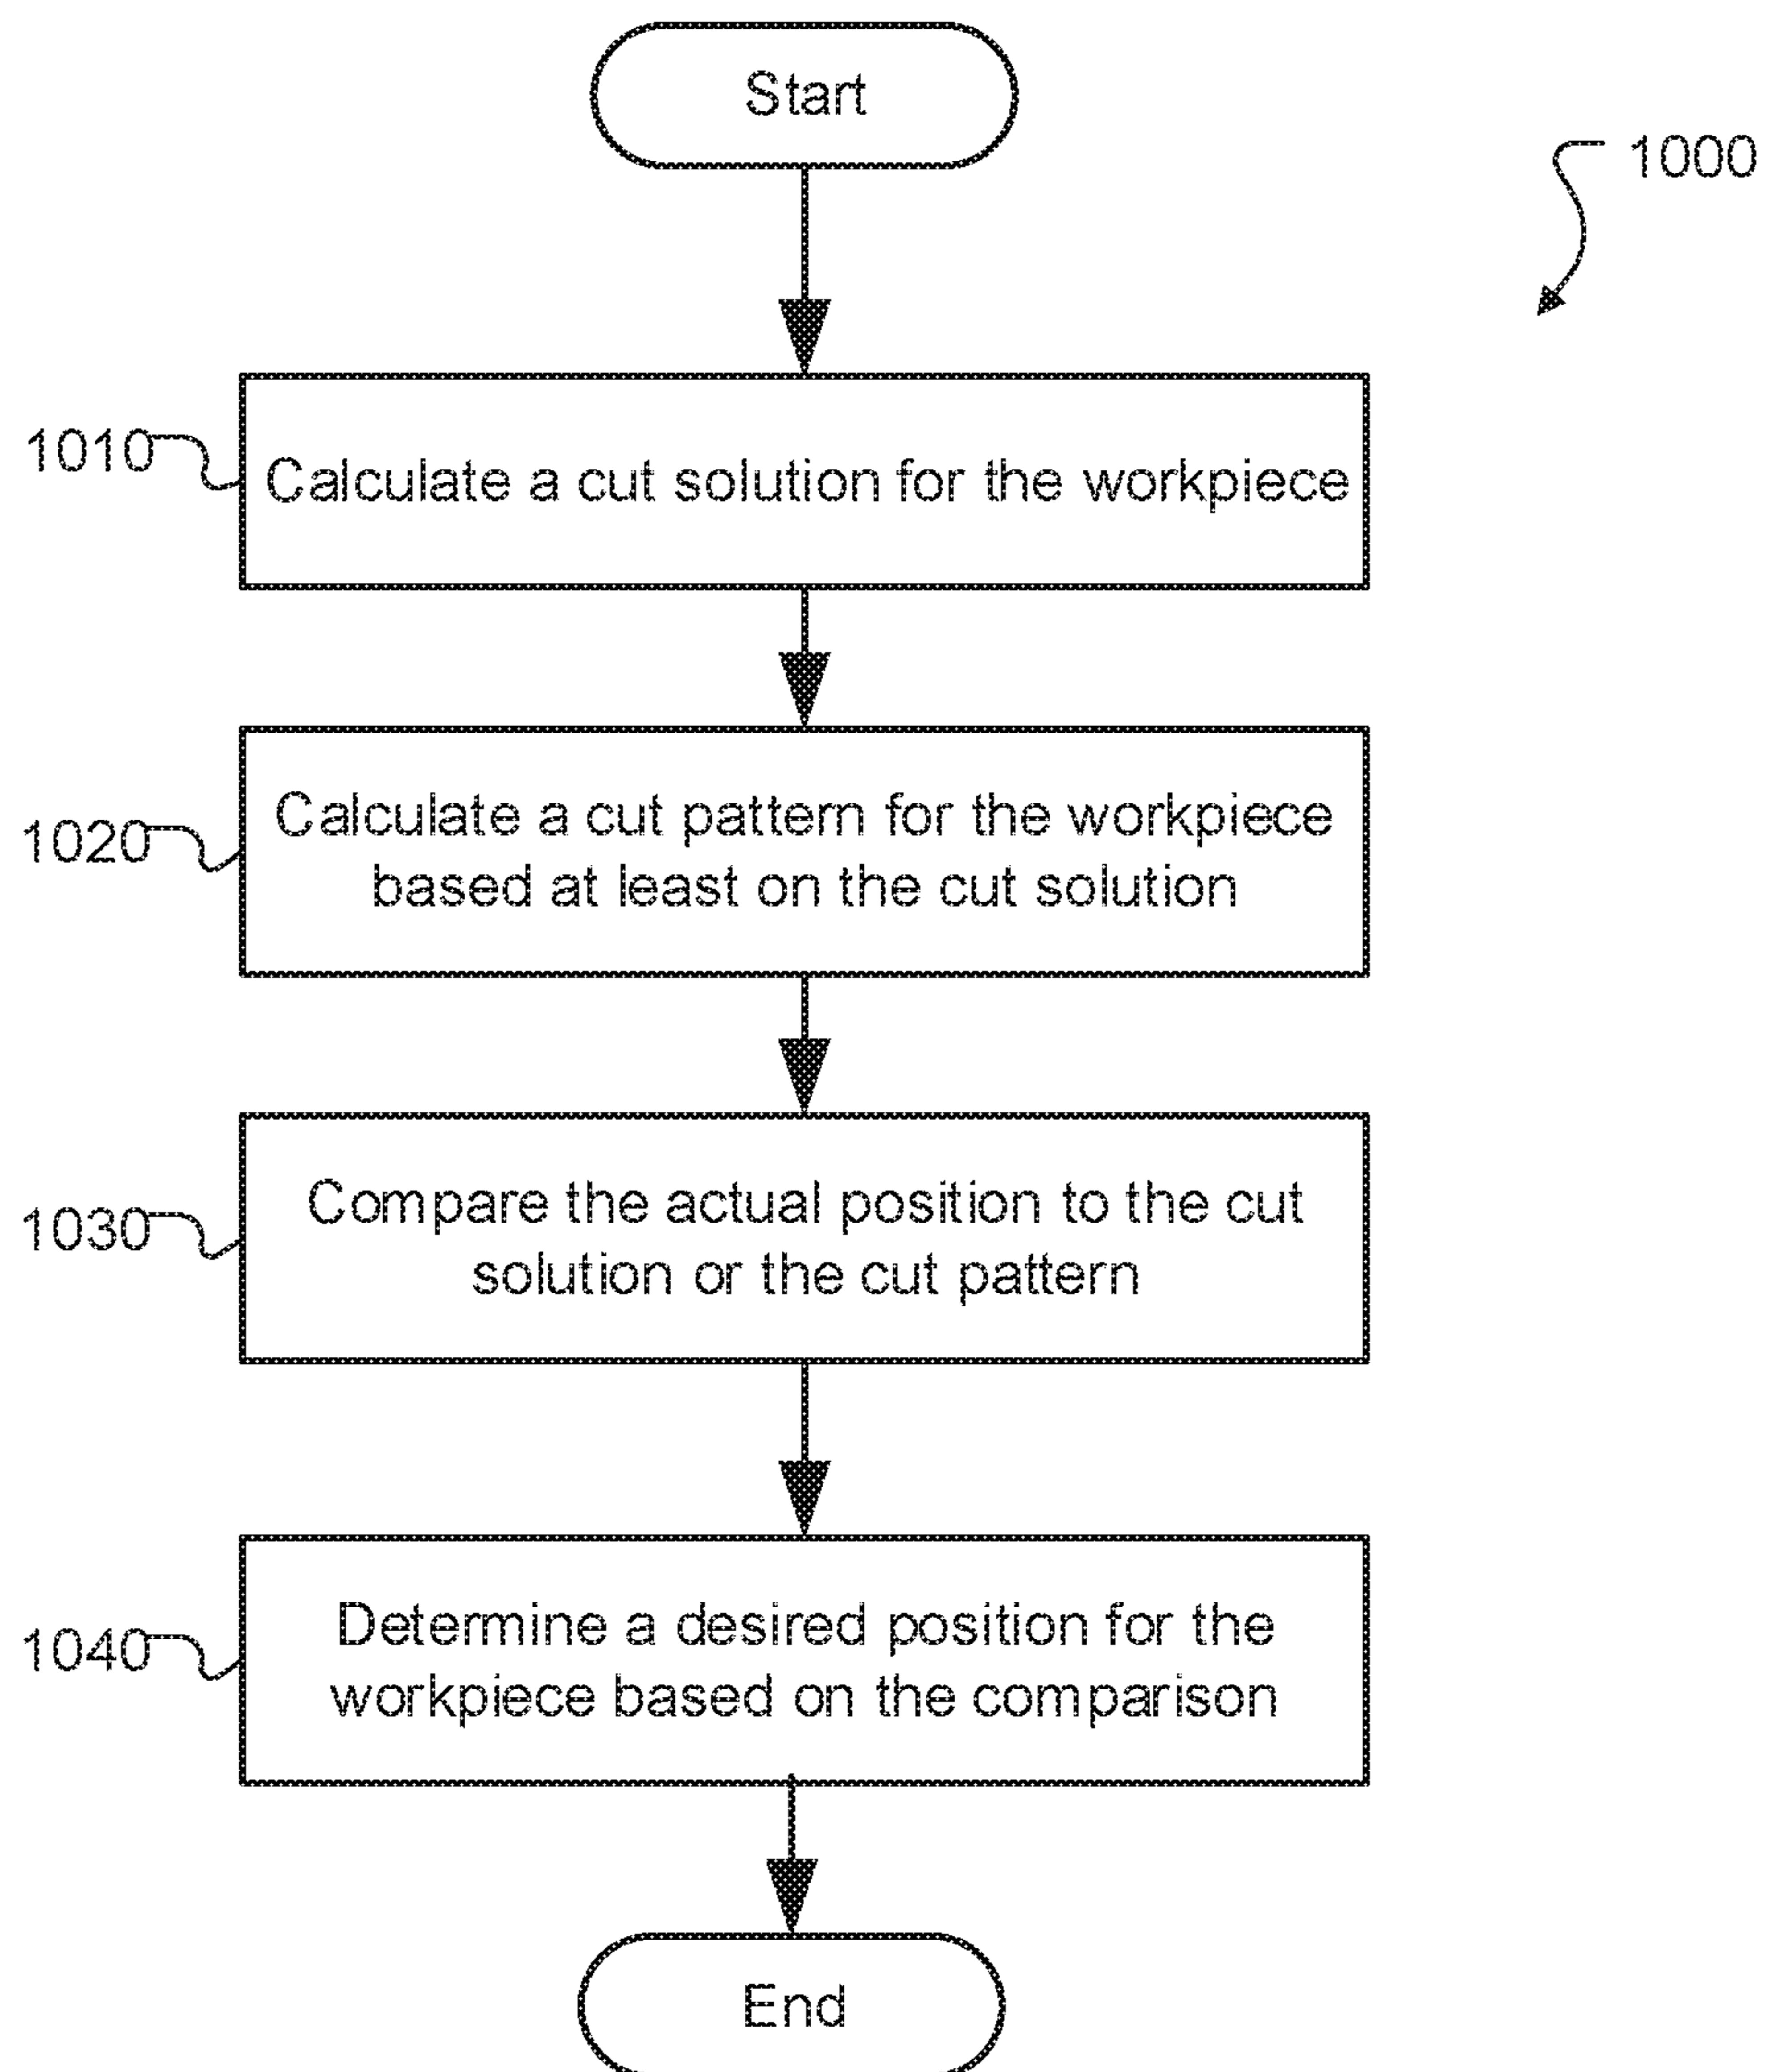 Start
1000
1010
Calculate a cut solution for the workpiece
1020
Calculate a cut pattern for the workpiece
based at least on the cut solution
1030
Compare the actual position to the cut
solution or the cut pattern
1040
Determine a desired position for the
workpiece based on the comparison
End